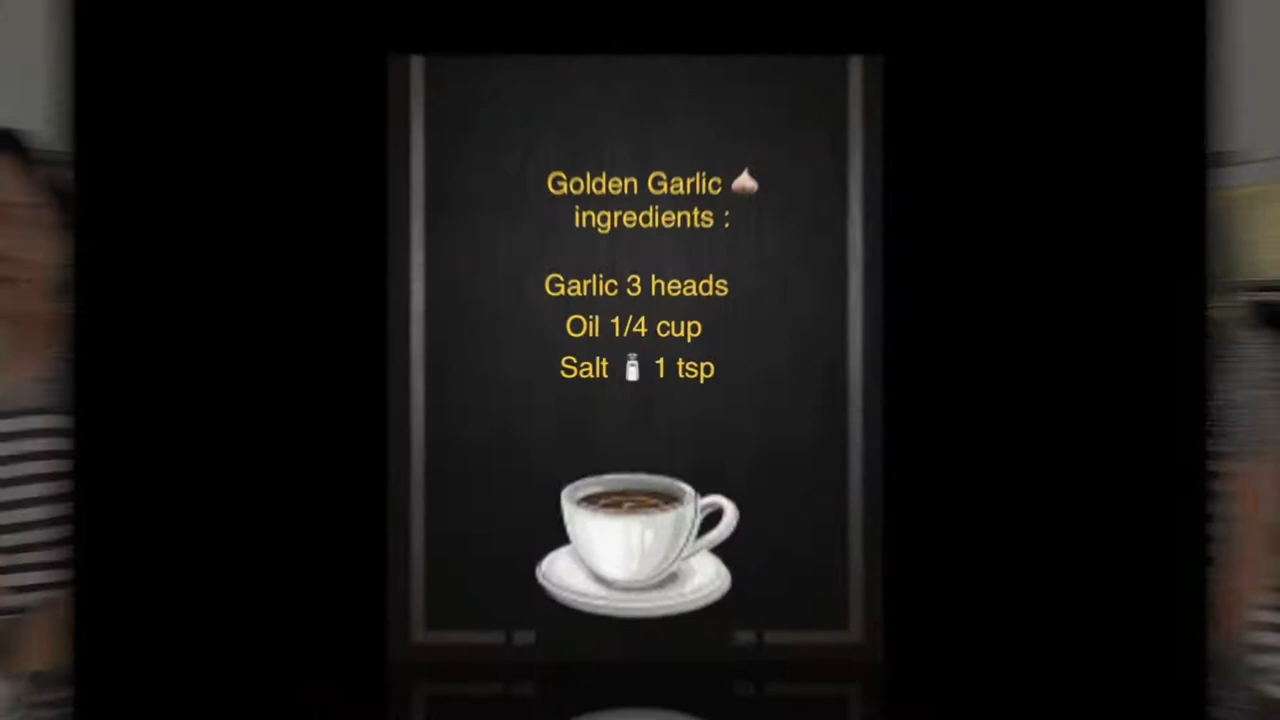 Golden Garlic 🧄
ingredients :
Garlic 3 heads
Oil 1/4 cup
Salt 🧂 1 tsp